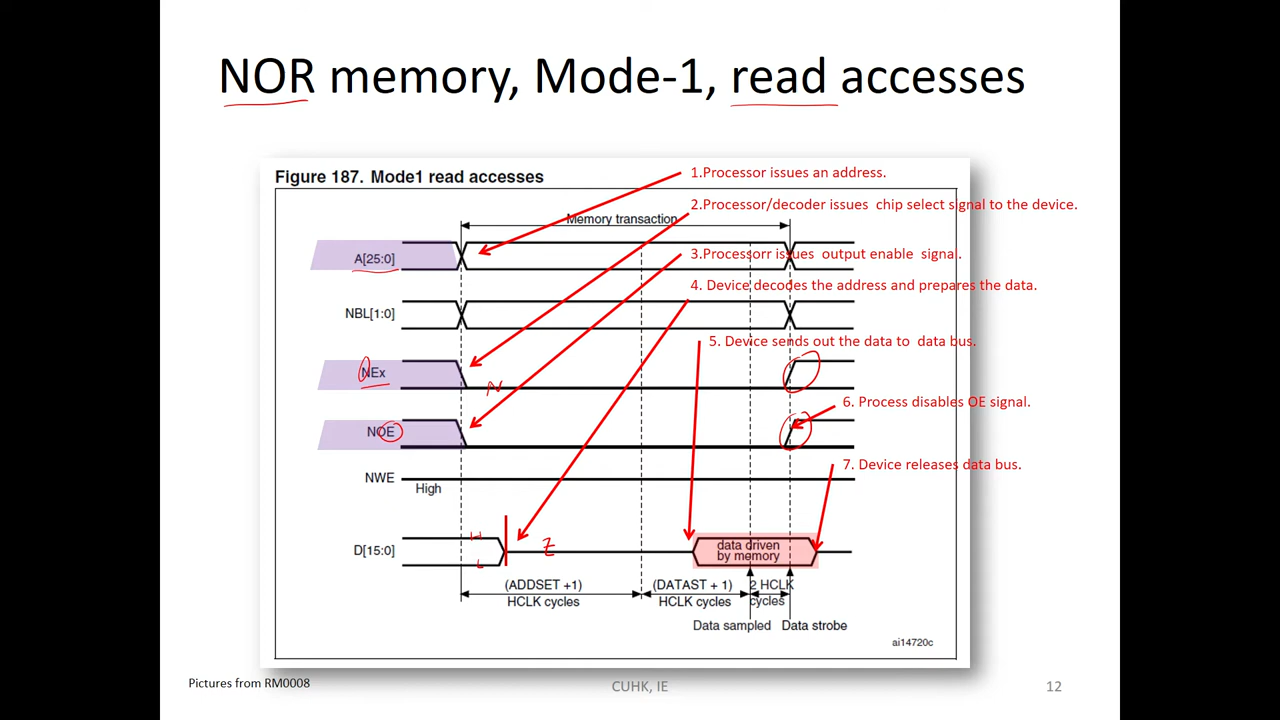 NOR memory, Mode-1, read accesses
Figure 187. Mode1 read accesses
1.Processor issues an address.
2.Processor/decoder issues chip select signal to the device.
Memory transaction
A[25:0]
3.Processorr issues output enable signal.
4. Device decodes the address and prepares the data.
NBL[1:0]
5. Device sends out the data to data bus.
NEx
N
6. Process disables OE signal.
NOE
7. Device releases data bus.
NWE
High
H
D[15:0]
Z
data driven
by memory
L
(ADDSET +1)
HCLK cycles
(DATAST + 1)
HCLK cycles
2 HCLK
cycles
Data sampled
Data strobe
ai14720c
Pictures from RM0008
CUHK, IE
12